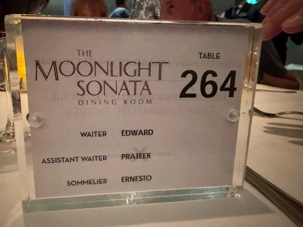 THE
MOONLIGHT
SONATA
DINING ROOM
TABLE
264
WAITER EDWARD
ASSISTANT WAITER PRATEEK
SOMMELIER ERNESTO